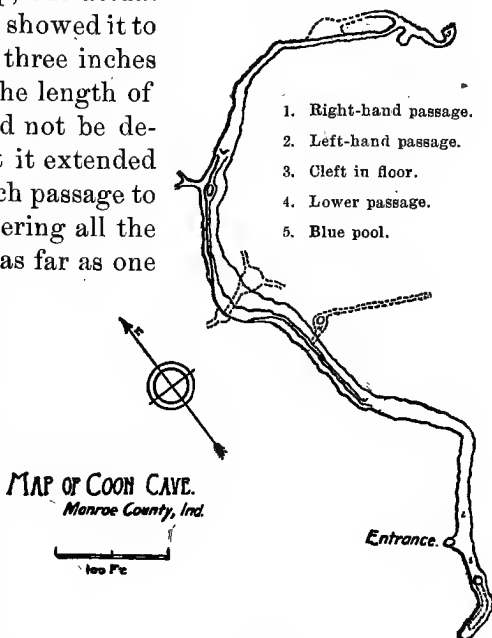 showed it to
three inches
he length of
d not be de-
t it extended
ch passage to
ering all the
as far as one
1. Right-hand passage.
2. Left-hand passage.
3. Cleft in floor.
4. Lower passage.
5. Blue pool.
N
MAP OF COON CAVE.
Monroe County, Ind.
100 FT
Entrance.